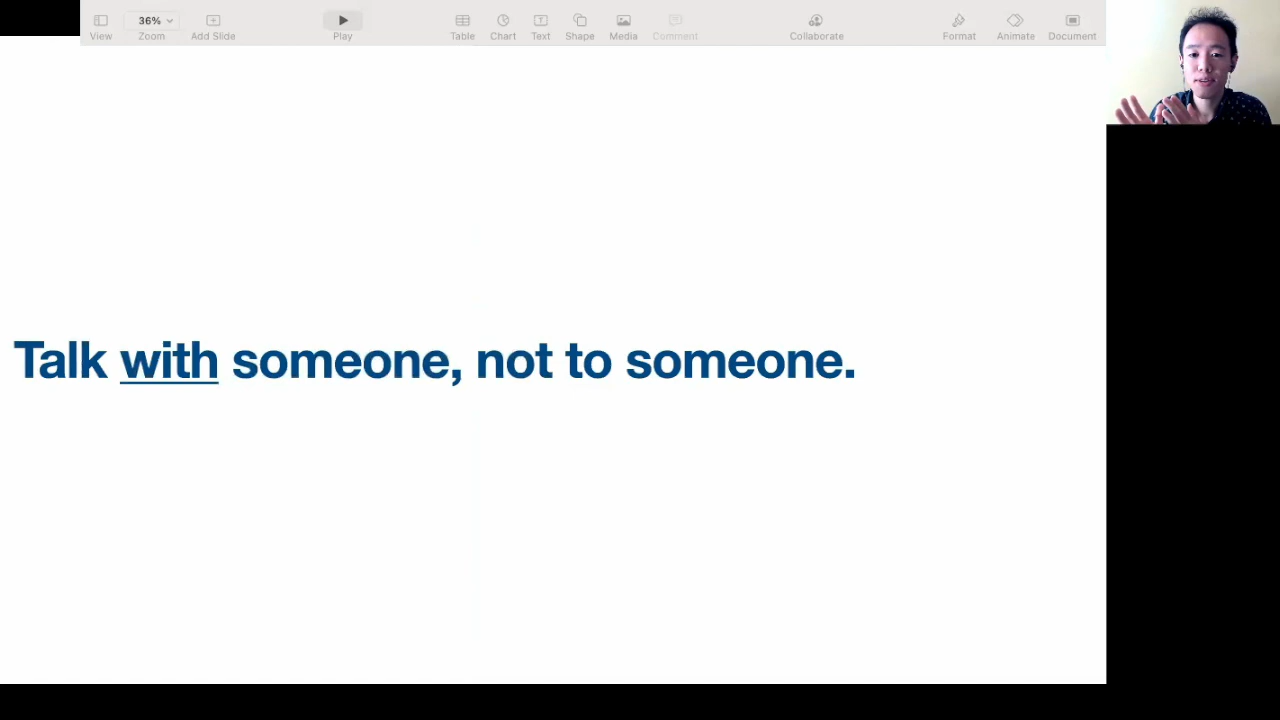 36%
View Zoom Add Slide Play Table Chart Text Shape Media Comment Collaborate Format Animate Document
Talk with someone, not to someone.